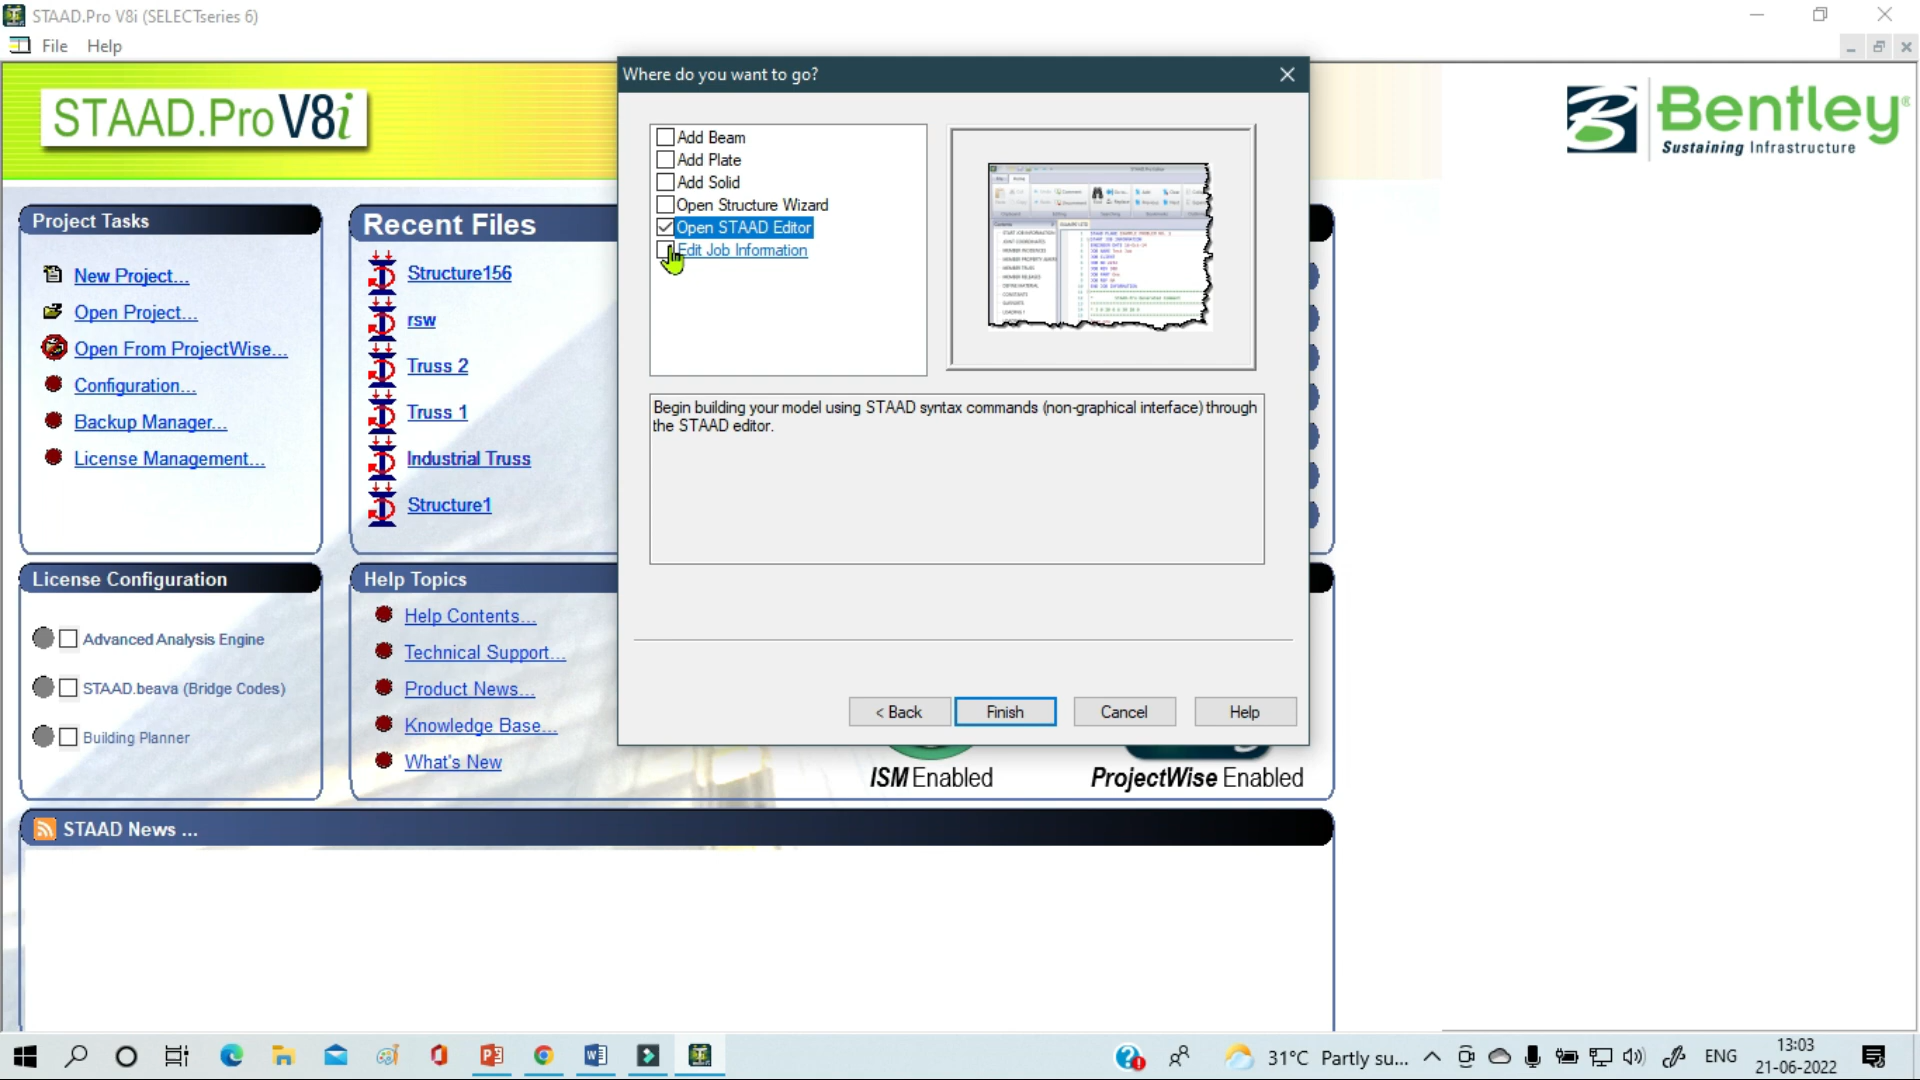 STAAD.Pro V8i (SELECTseries 6)
File Help
STAAD.Pro V8i
Bentley®
Sustaining Infrastructure
Project Tasks
New Project...
Open Project...
Open From ProjectWise...
Configuration...
Backup Manager...
License Management...
Recent Files
Structure156
rsw
Truss 2
Truss 1
Industrial Truss
Structure1
Where do you want to go?
Add Beam
Add Plate
Add Solid
Open Structure Wizard
Open STAAD Editor
Edit Job Information
Begin building your model using STAAD syntax commands (non-graphical interface) through
the STAAD editor.
< Back Finish Cancel Help
License Configuration
Advanced Analysis Engine
STAAD.beava (Bridge Codes)
Building Planner
Help Topics
Help Contents...
Technical Support...
Product News...
Knowledge Base...
What's New
ISM Enabled
ProjectWise Enabled
STAAD News ...
31°C Partly su...
ENG
13:03
21-06-2022